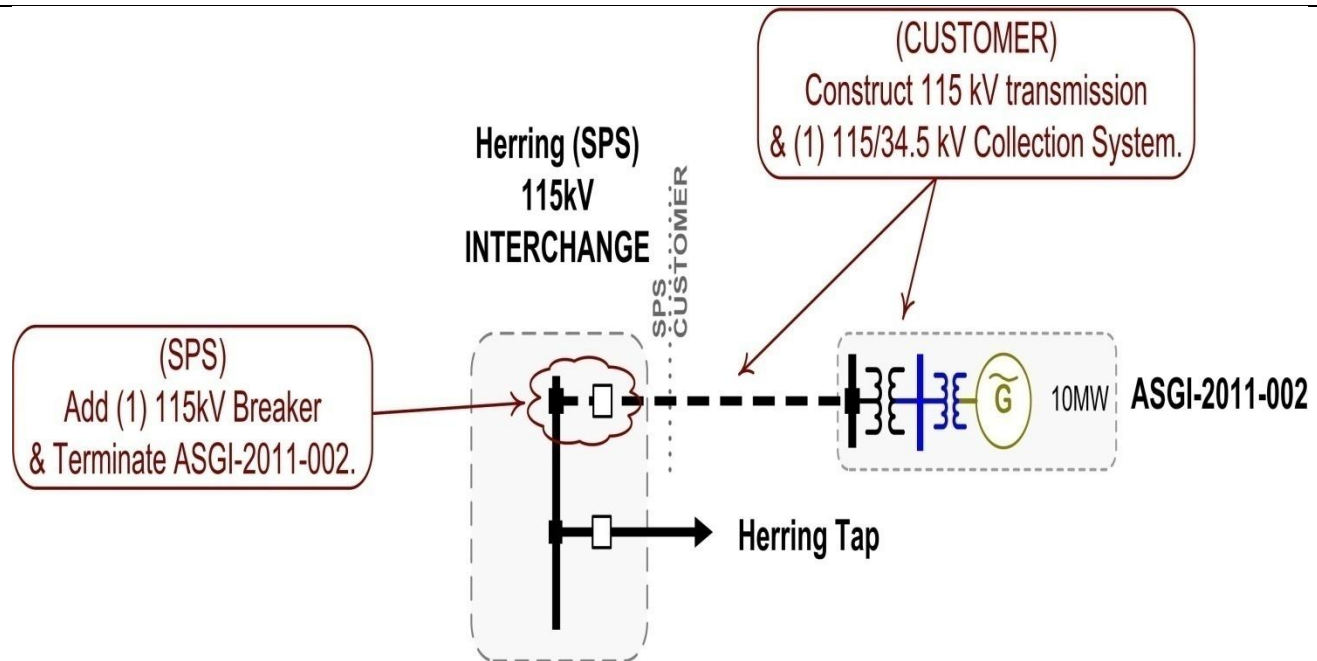 (CUSTOMER)
Construct 115 kV transmission
& (1) 115/34.5 kV Collection System.
Herring (SPS)
115kV
INTERCHANGE
SPS
CUSTOMER
(SPS)
Add (1) 115kV Breaker
& Terminate ASGI-2011-002.
G
10MW
ASGI-2011-002
Herring Tap